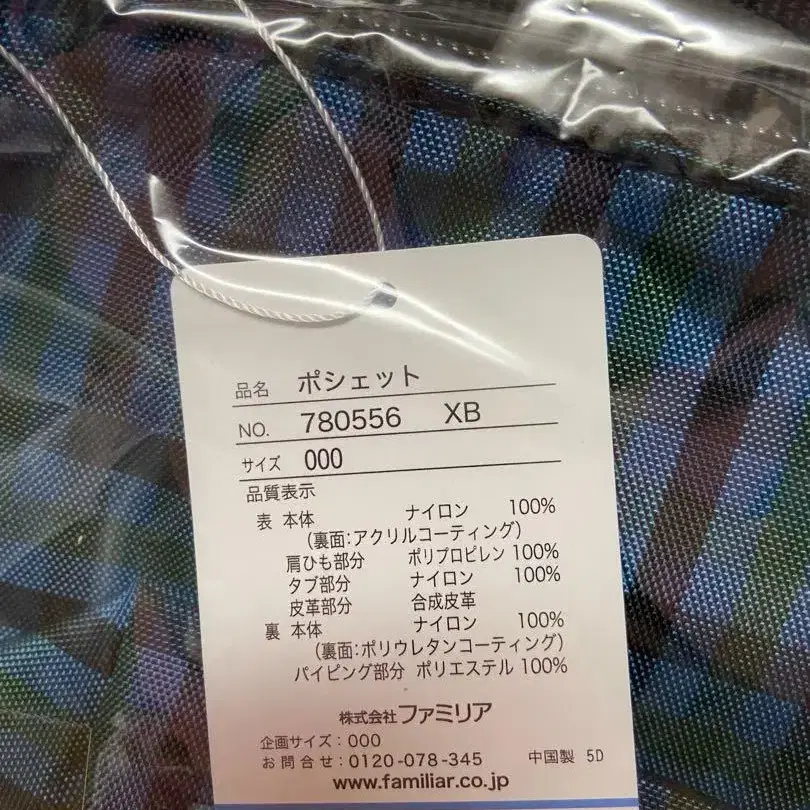 品名 ポシェット
NO. 780556 XB
サイズ 000
品質表示
表 本体 ナイロン 100%
(裏面:アクリルコーティング)
肩ひも部分 ポリプロピレン 100%
タブ部分 ナイロン 100%
皮革部分 合成皮革
裏 本体 ナイロン 100%
(裏面:ポリウレタンコーティング)
パイピング部分 ポリエステル 100%
株式会社ファミリア
企画サイズ:000
お問合せ:0120-078-345 中国製 5D
www.familiar.co.jp